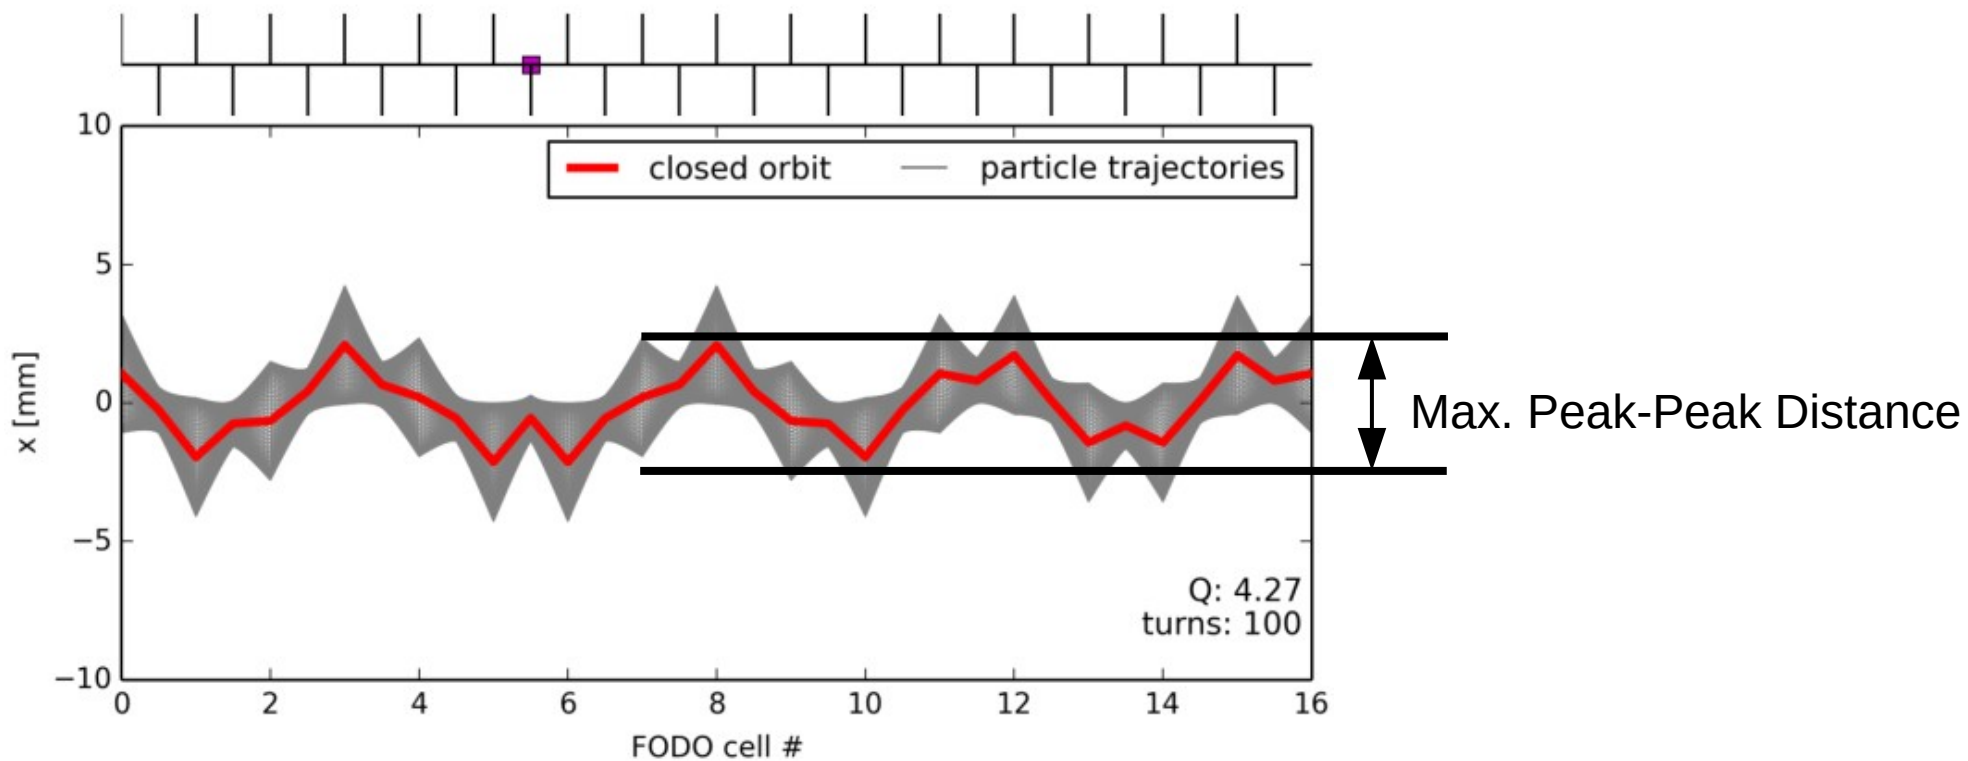 10
closed orbit particle trajectories
5
x [mm]
0
Max. Peak-Peak Distance
−5
Q: 4.27
turns: 100
−10
0 2 4 6 8 10 12 14 16
FODO cell #